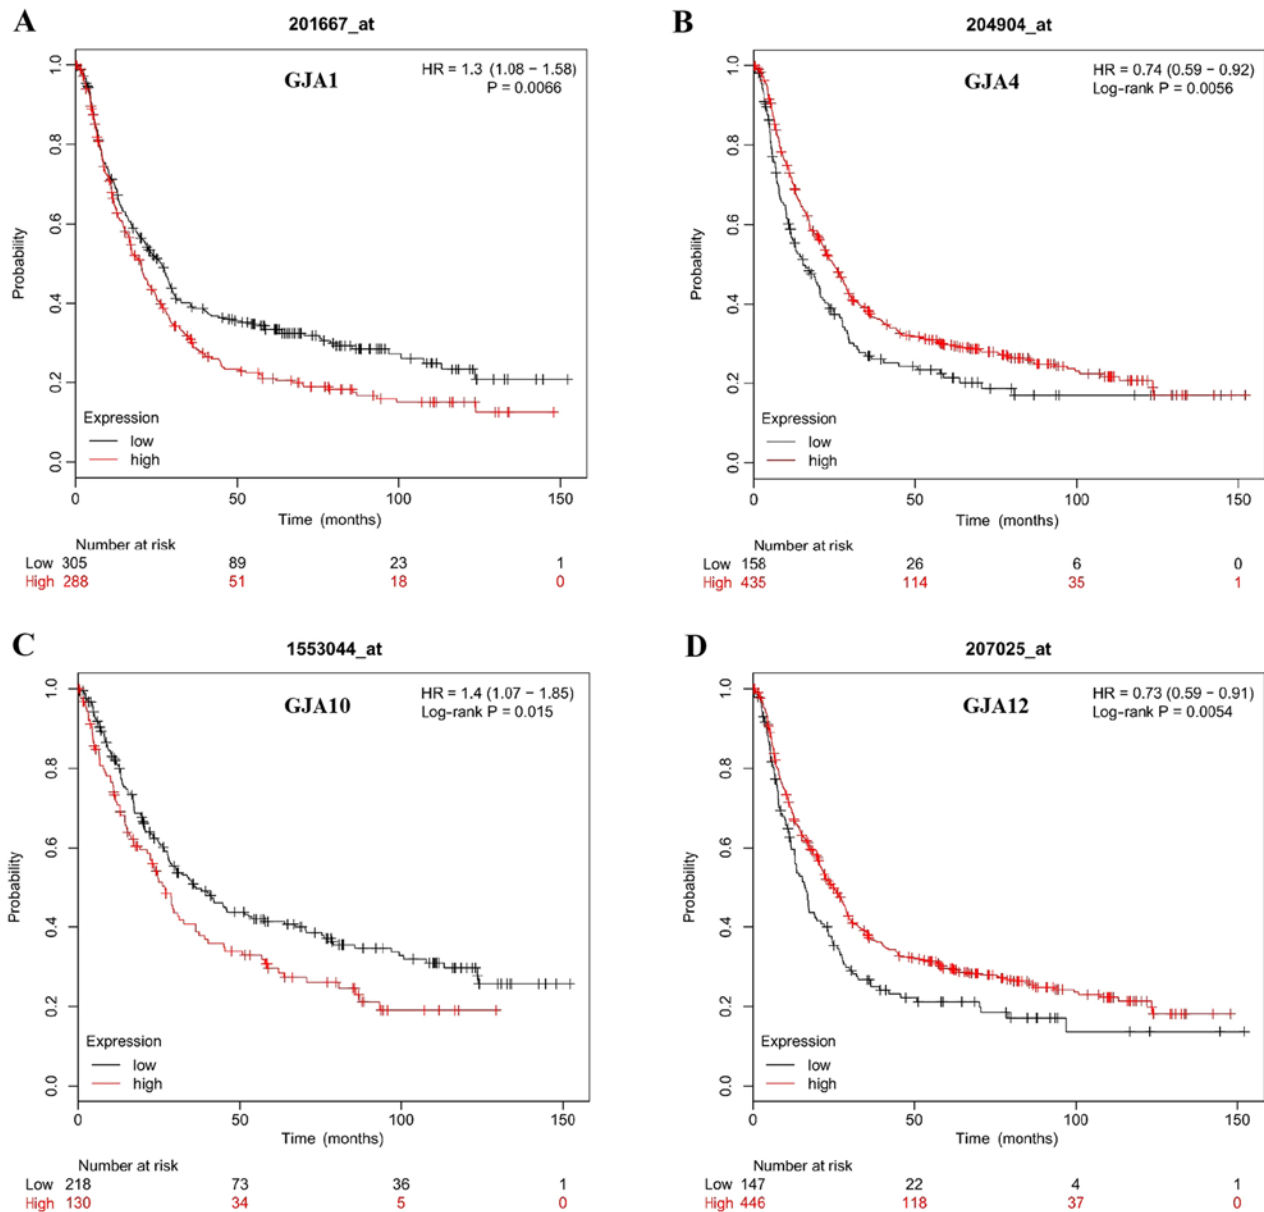 A
201667_at
GJA1
HR = 1.3 (1.08 − 1.58)
P = 0.0066
Probability
1.0
0.8
0.6
0.4
0.2
0.0
Expression
low
high
0 50 100 150
Time (months)
Number at risk
Low 305 89 23 1
High 288 51 18 0
B
204904_at
GJA4
HR = 0.74 (0.59 − 0.92)
Log-rank P = 0.0056
Probability
1.0
0.8
0.6
0.4
0.2
0.0
Expression
low
high
0 50 100 150
Time (months)
Number at risk
Low 158 26 6 0
High 435 114 35 1
C
1553044_at
GJA10
HR = 1.4 (1.07 − 1.85)
Log-rank P = 0.015
Probability
1.0
0.8
0.6
0.4
0.2
0.0
Expression
low
high
0 50 100 150
Time (months)
Number at risk
Low 218 73 36 1
High 130 34 5 0
D
207025_at
GJA12
HR = 0.73 (0.59 − 0.91)
Log-rank P = 0.0054
Probability
1.0
0.8
0.6
0.4
0.2
0.0
Expression
low
high
0 50 100 150
Time (months)
Number at risk
Low 147 22 4 1
High 446 118 37 0